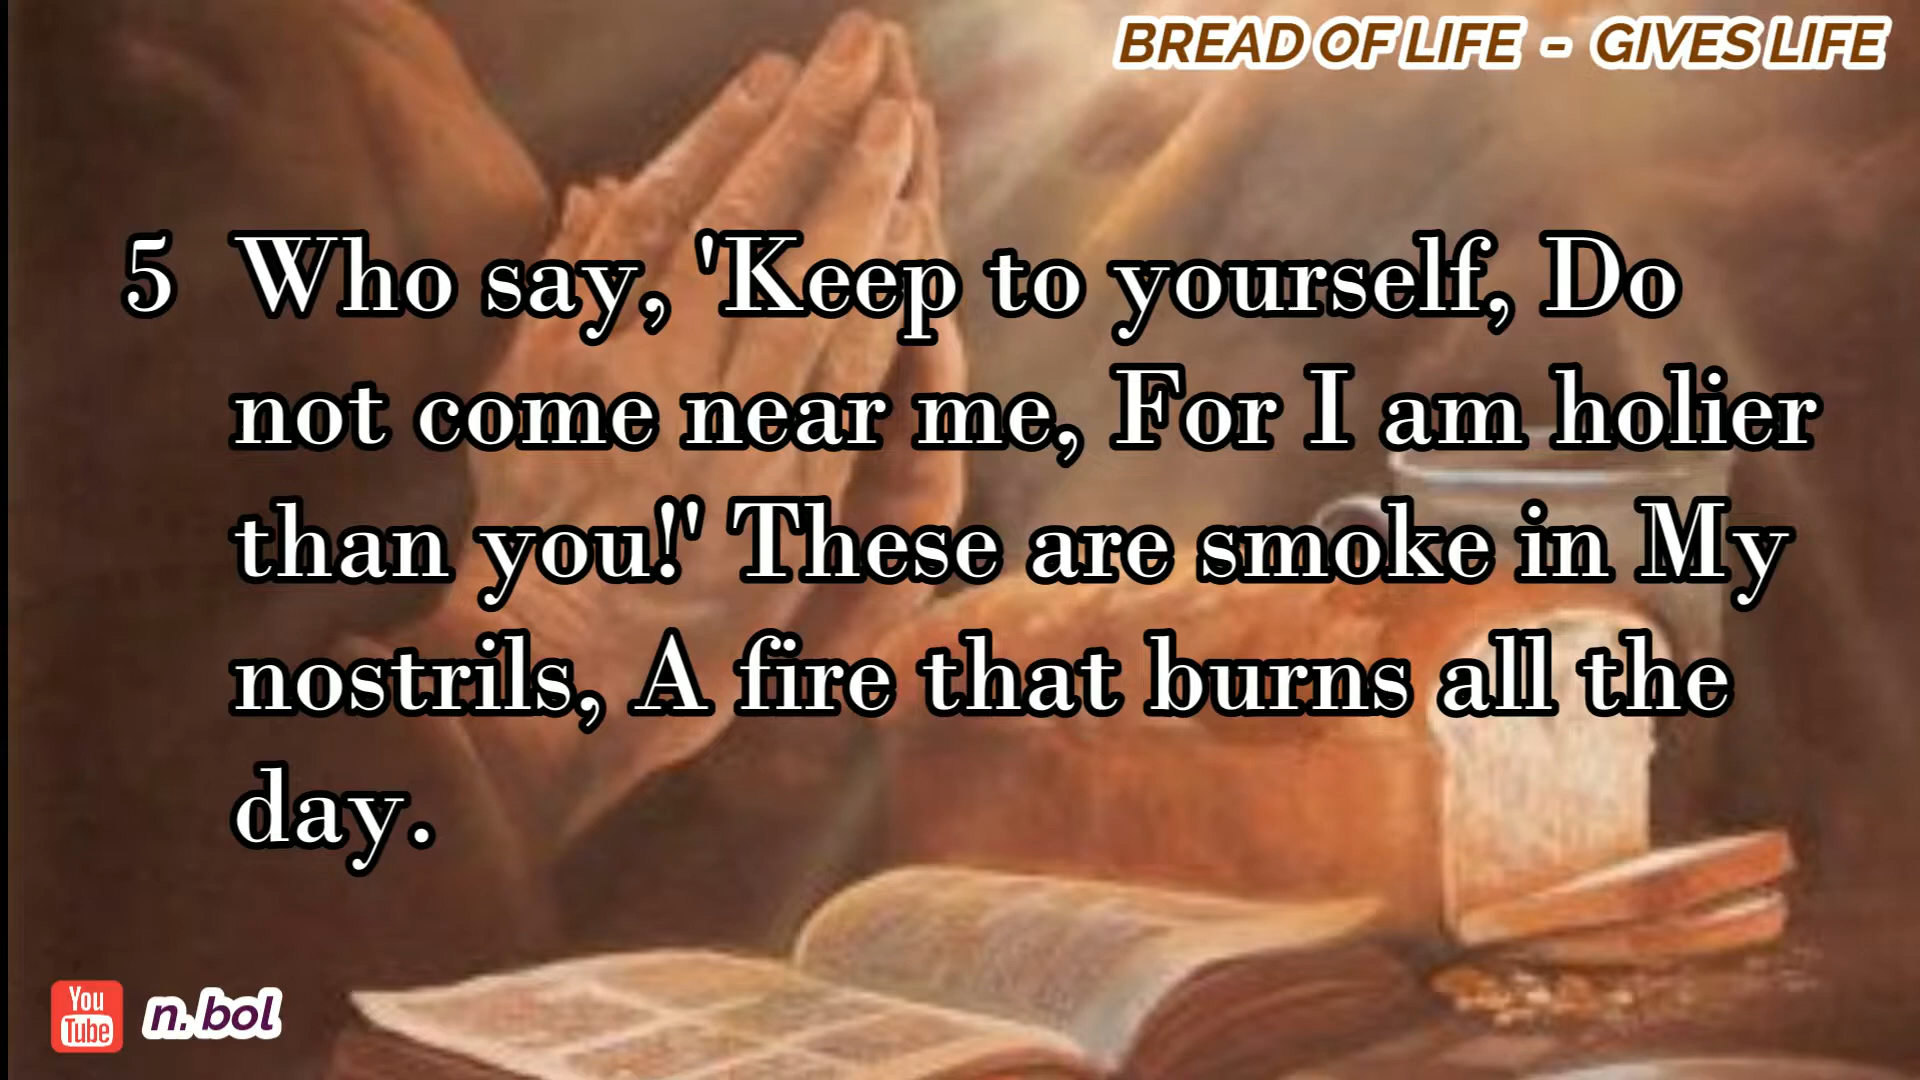 BREAD OF LIFE - GIVES LIFE
5 Who say, 'Keep to yourself, Do
not come near me, For I am holier
than you!' These are smoke in My
nostrils, A fire that burns all the
day.
You
Tube
n. bol